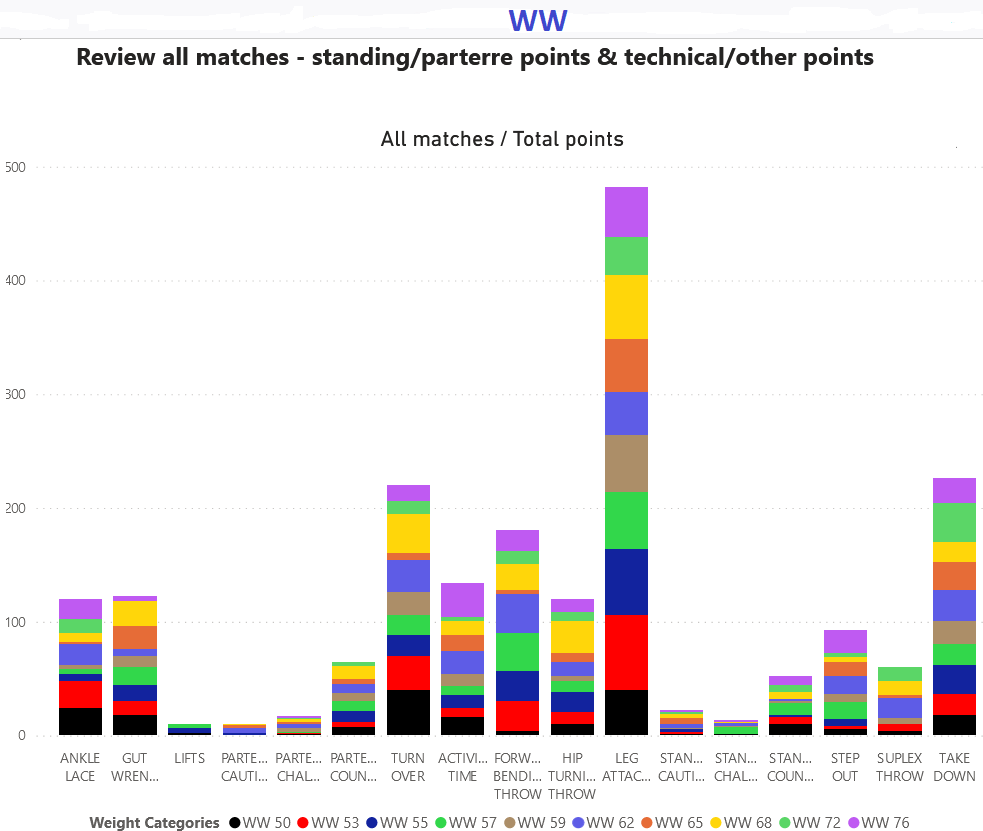 WW
Review all matches - standing/parterre points & technical/other points
All matches / Total points
500
400
300
200
100
0
ANKLE
LACE
GUT
WREN...
LIFTS
PARTE...
CAUTI...
PARTE...
CHAL...
PARTE...
COUN...
TURN
OVER
ACTIVI...
TIME
FORW...
BENDI...
THROW
HIP
TURNI...
THROW
LEG
ATTAC...
STAN...
CAUTI...
STAN...
CHAL...
STAN...
COUN...
STEP
OUT
SUPLEX
THROW
TAKE
DOWN
Weight Categories WW 50 WW 53 WW 55 WW 57 WW 59 WW 62 WW 65 WW 68 WW 72 WW 76